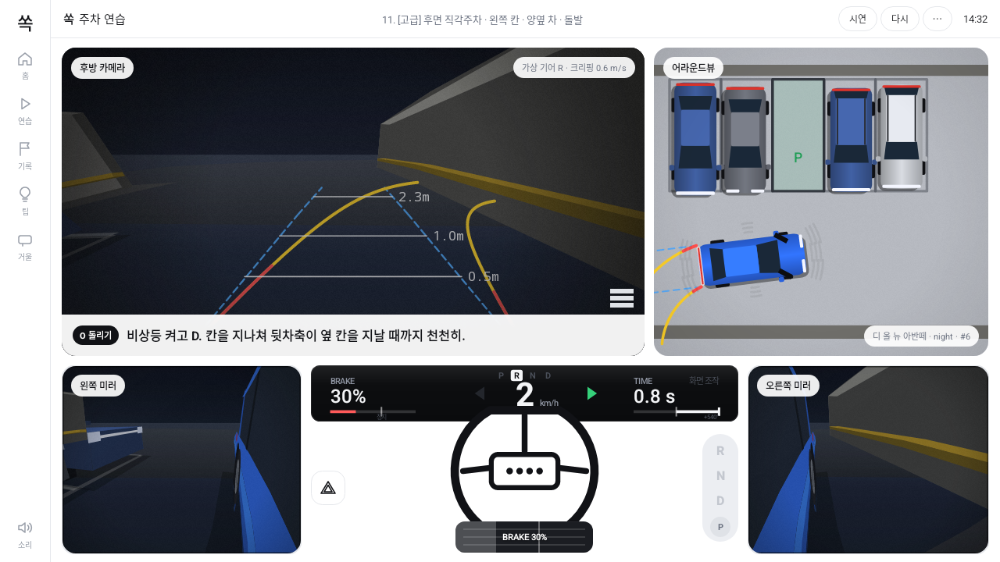 쏙
쏙 주차 연습
11. [고급] 후면 직각주차 · 왼쪽 칸 · 양옆 차 · 돌발
시연
다시
14:32
홈
연습
기록
팁
거울
소리
후방 카메라
가상 기어 R · 크리핑 0.6 m/s
2.3m
1.0m
0.5m
0 돌리기
비상등 켜고 D. 칸을 지나쳐 뒷차축이 옆 칸을 지날 때까지 천천히.
어라운드뷰
P
디 올 뉴 아반떼 · night · #6
왼쪽 미러
P R N D
BRAKE
30%
2 km/h
TIME
0.8 s
화면 조작
BRAKE 30%
R
N
D
P
오른쪽 미러